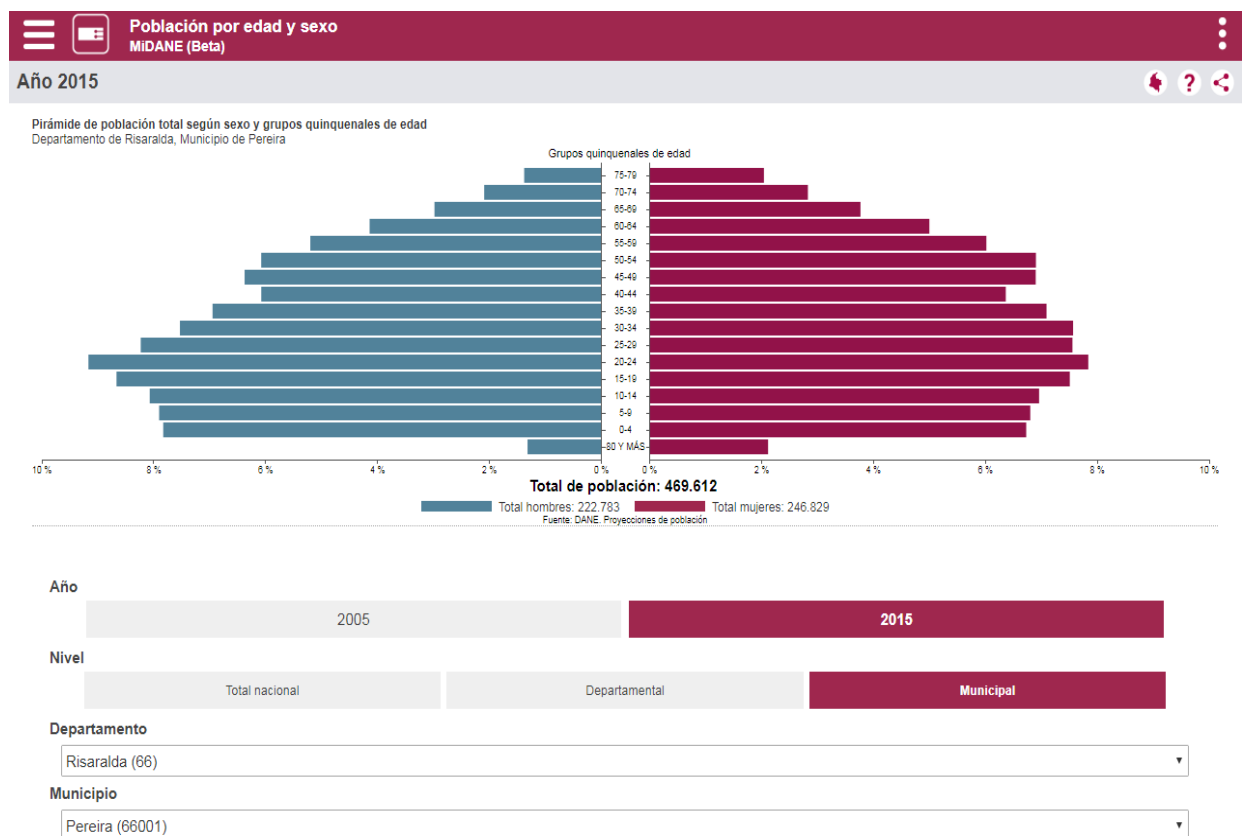 Población por edad y sexo
MiDANE (Beta)
Año 2015
?
Pirámide de población total según sexo y grupos quinquenales de edad
Departamento de Risaralda, Municipio de Pereira
Grupos quinquenales de edad
75-79
70-74
65-69
60-64
55-59
50-54
45-49
40-44
35-39
30-34
25-29
20-24
15-19
10-14
5-9
0-4
80 Y MÁS
10 % 8 % 6 % 4 % 2 % 0 % 0 % 2 % 4 % 6 % 8 % 10 %
Total de población: 469.612
Total hombres: 222.783 Total mujeres: 246.829
Fuente: DANE. Proyecciones de población
Año
2005 2015
Nivel
Total nacional Departamental Municipal
Departamento
Risaralda (66)
Municipio
Pereira (66001)